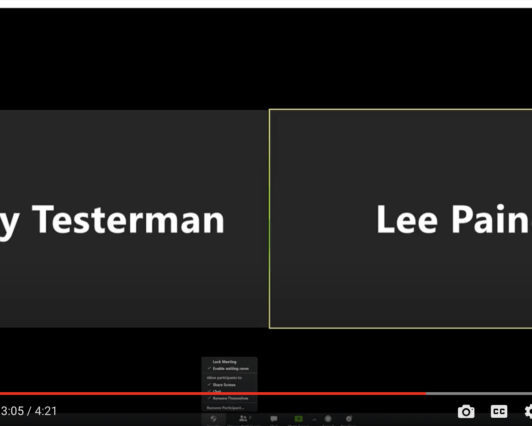 y Testerman
Lee Pain
Lock Meeting
Enable waiting room
Allow participants to:
Share Screen
Chat
Rename Themselves
Remove Participant...
3:05 / 4:21
CC